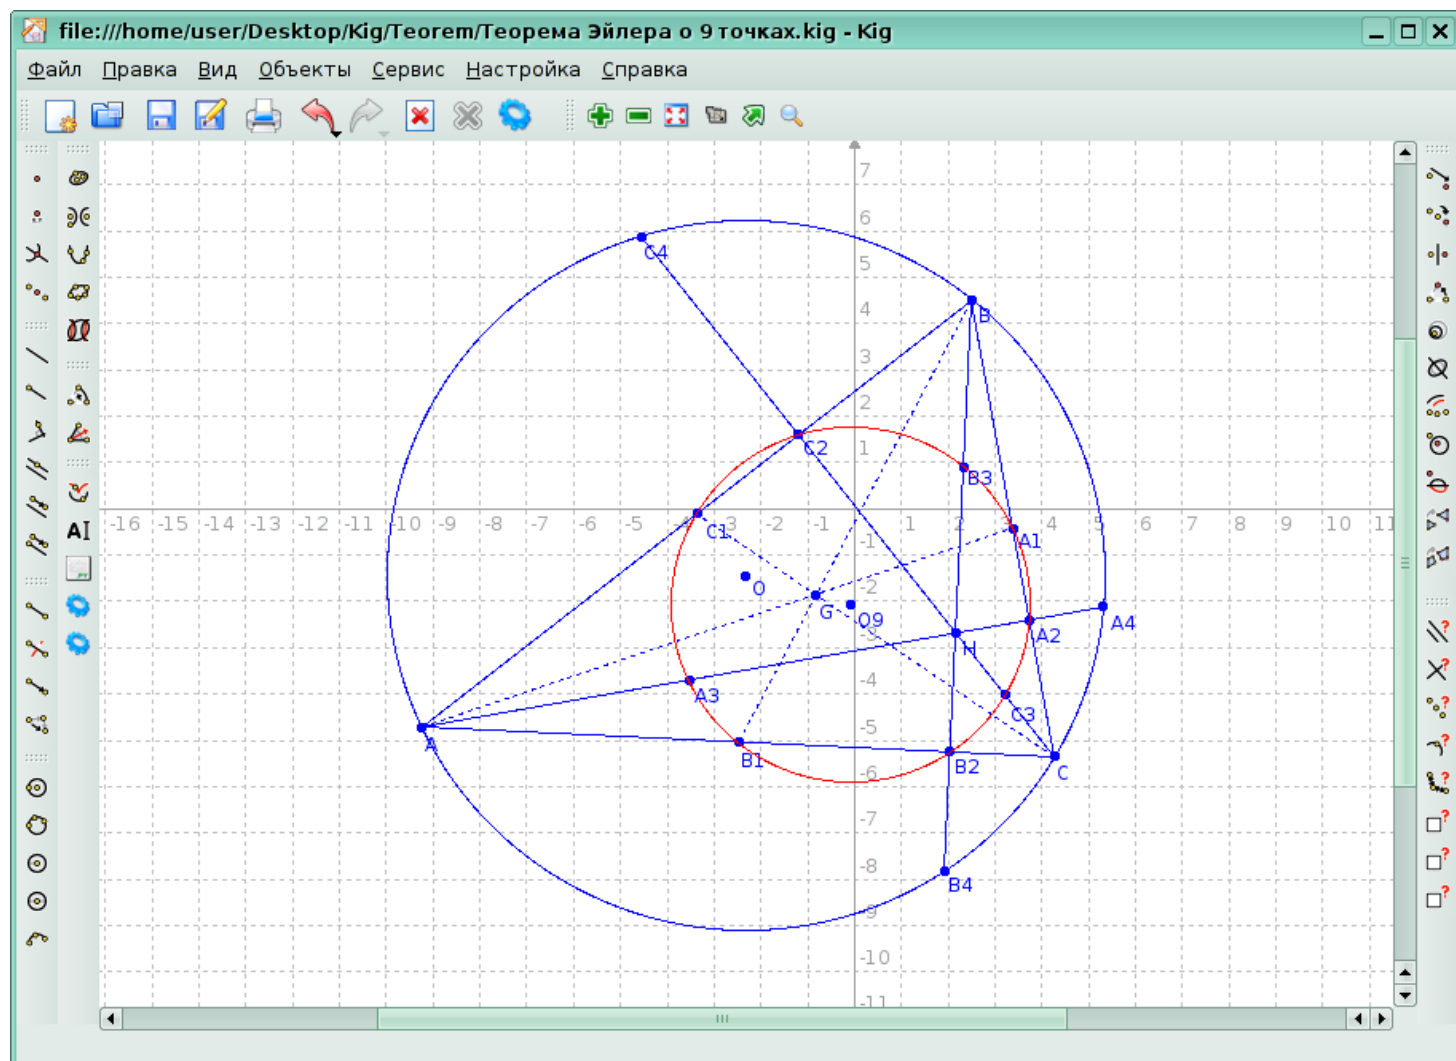 file:///home/user/Desktop/Kig/Teorem/Теорема Эйлера о 9 точках.kig - Kig
Файл Правка Вид Объекты Сервис Настройка Справка
7
6
C4
5
B
4
3
2
C2
1
B3
-16 -15 -14 -13 -12 -11 -10 -9 -8 -7 -6 -5 -4 -3 -2 -1 1 2 3 4 5 6 7 8 9 10 11
C1
A1
-1
O
-2
G
O9
A4
-3
A2
H
-4
A3
C3
-5
A
B1
B2
C
-6
-7
-8
B4
-9
-10
-11